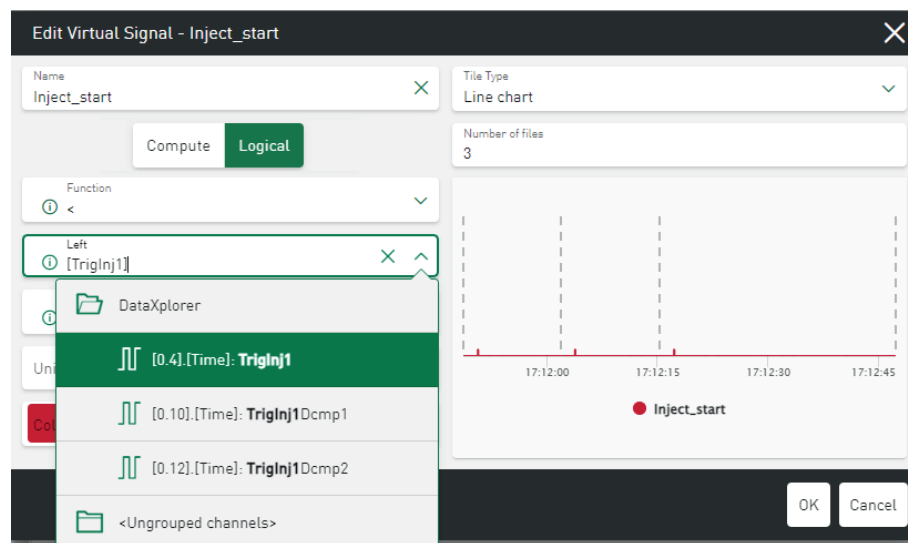 Edit Virtual Signal - Inject_start
Name
Inject_start
Tile Type
Line chart
Compute
Logical
Number of files
3
Function
<
Left
[TrigInj1]
DataXplorer
[0.4].[Time]: TrigInj1
[0.10].[Time]: TrigInj1Dcmp1
[0.12].[Time]: TrigInj1Dcmp2
<Ungrouped channels>
Uni
Col
17:12:00
17:12:15
17:12:30
17:12:45
Inject_start
OK
Cancel